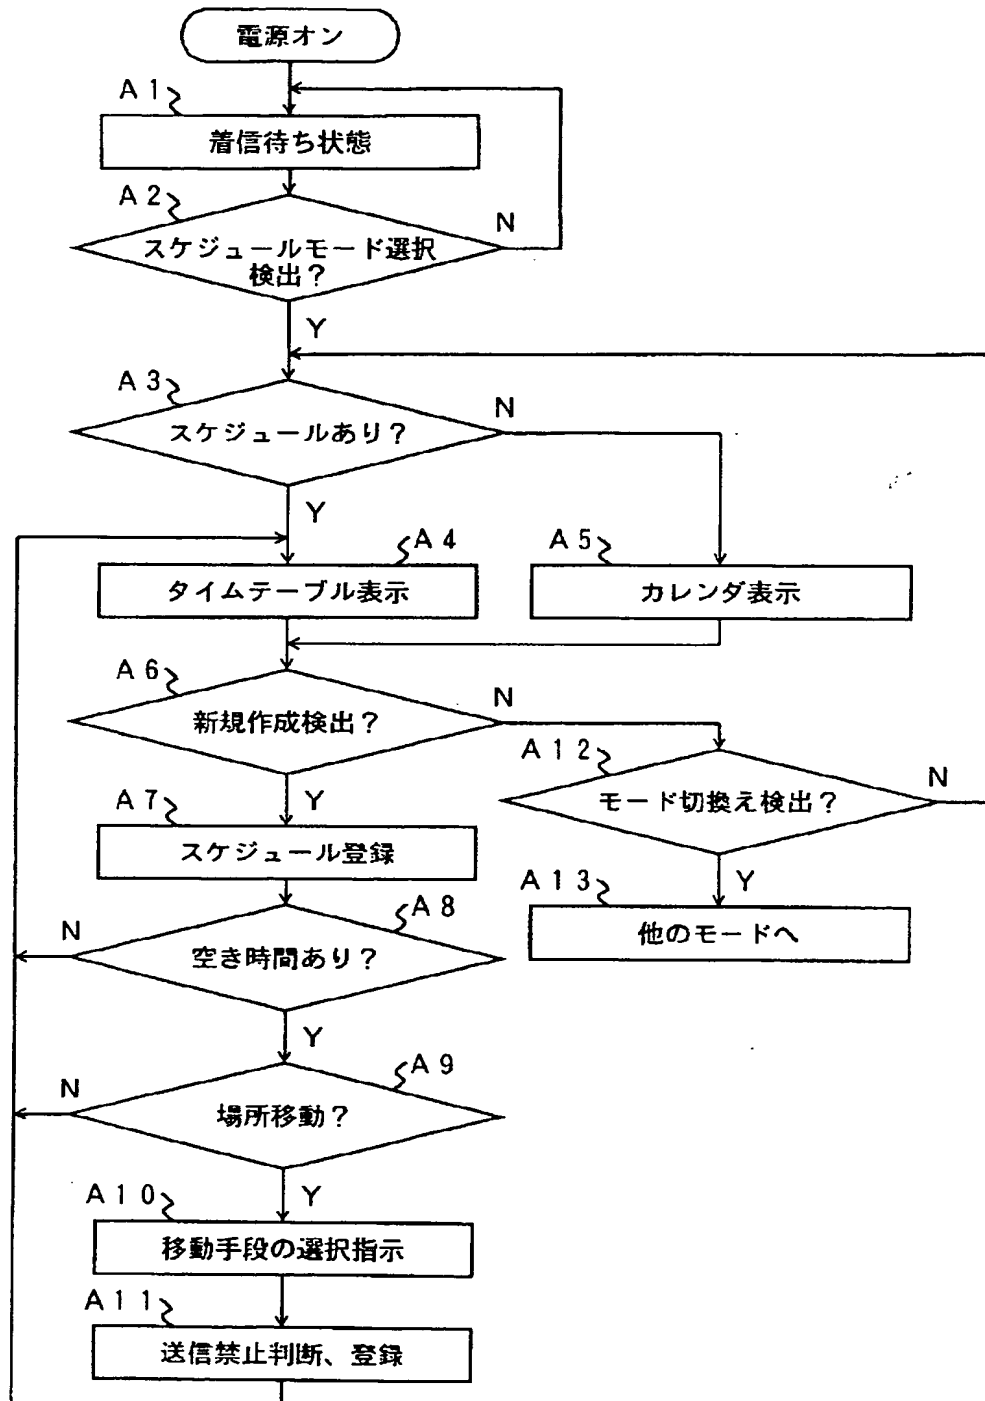 電源オン
A1
着信待ち状態
A2
N
スケジュールモード選択
検出?
Y
A3
N
スケジュールあり?
Y
A4
A5
タイムテーブル表示
カレンダ表示
A6
N
新規作成検出?
A12
N
モード切換え検出?
Y
A7
スケジュール登録
Y
A13
他のモードへ
A8
N
空き時間あり?
Y
A9
N
場所移動?
Y
A10
移動手段の選択指示
A11
送信禁止判断、登録